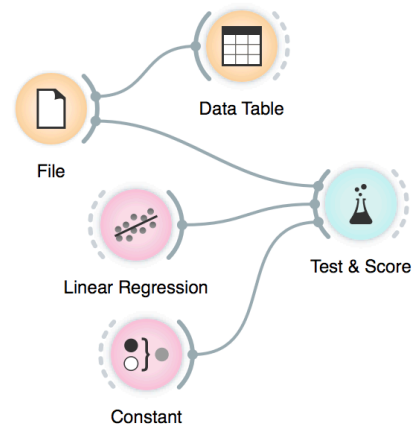 Data Table
File
Linear Regression
Test & Score
Constant